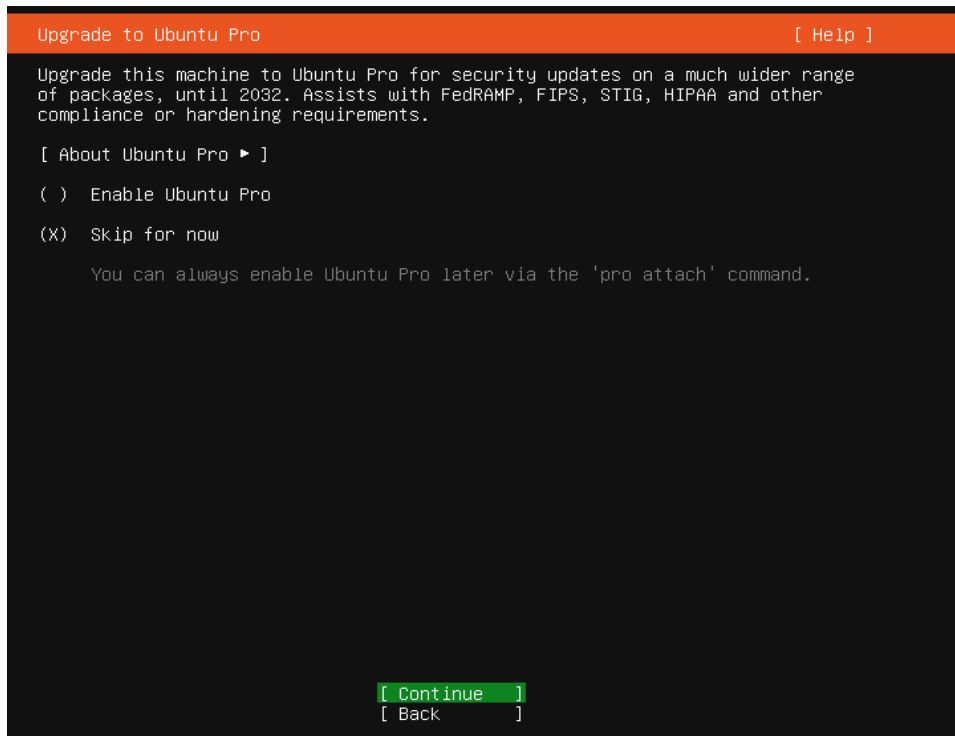 Upgrade to Ubuntu Pro [ Help ]
Upgrade this machine to Ubuntu Pro for security updates on a much wider range
of packages, until 2032. Assists with FedRAMP, FIPS, STIG, HIPAA and other
compliance or hardening requirements.
[ About Ubuntu Pro ► ]
( ) Enable Ubuntu Pro
(X) Skip for now
You can always enable Ubuntu Pro later via the 'pro attach' command.
[ Continue ]
[ Back ]